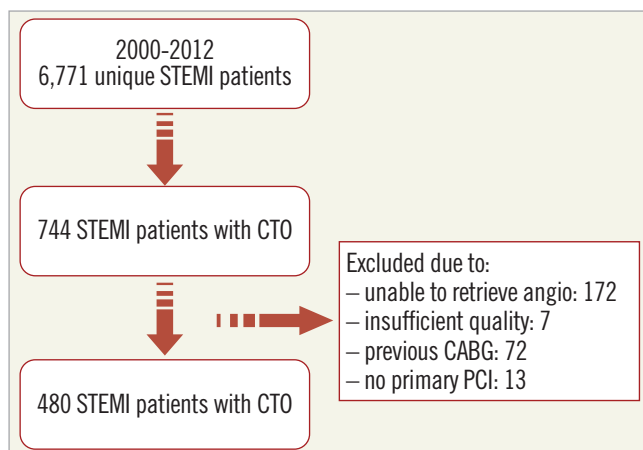 2000-2012
6,771 unique STEMI patients
744 STEMI patients with CTO
Excluded due to:
– unable to retrieve angio: 172
– insufficient quality: 7
– previous CABG: 72
– no primary PCI: 13
480 STEMI patients with CTO